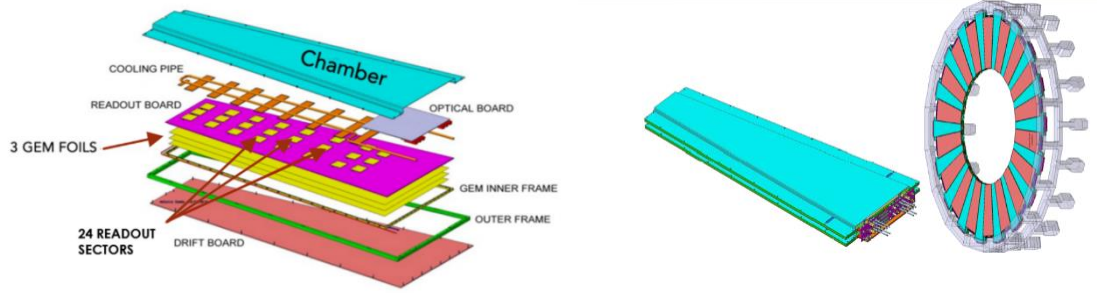 Chamber
COOLING PIPE
READOUT BOARD
OPTICAL BOARD
3 GEM FOILS
GEM INNER FRAME
OUTER FRAME
24 READOUT
SECTORS
DRIFT BOARD